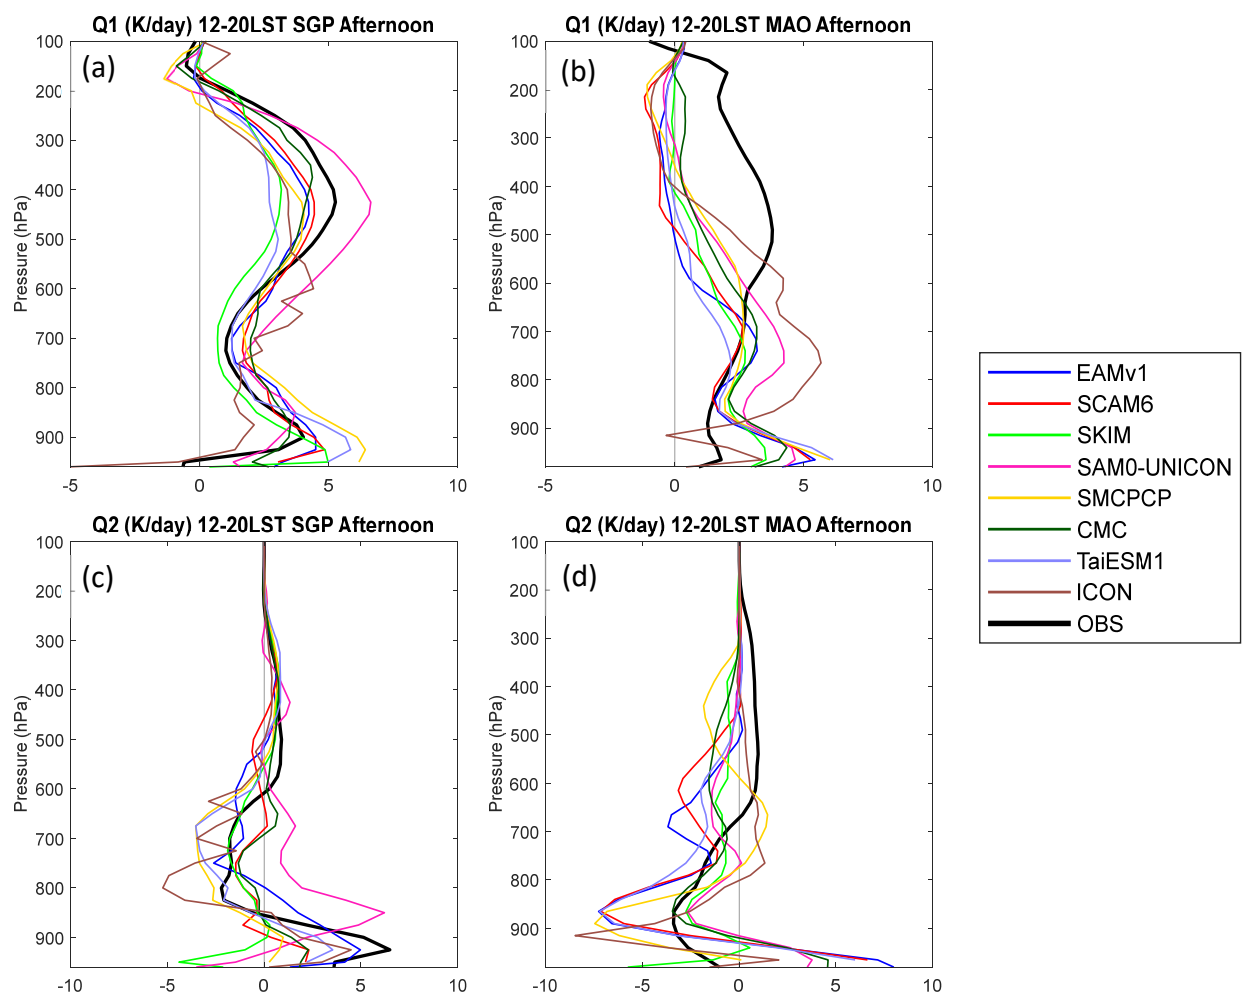 Q1 (K/day) 12-20LST SGP Afternoon
(a)
Pressure (hPa)
100
200
300
400
500
600
700
800
900
-5
0
5
10
Q1 (K/day) 12-20LST MAO Afternoon
(b)
Pressure (hPa)
100
200
300
400
500
600
700
800
900
-5
0
5
10
EAMv1
SCAM6
SKIM
SAM0-UNICON
SMCPCP
CMC
TaiESM1
ICON
OBS
Q2 (K/day) 12-20LST SGP Afternoon
(c)
Pressure (hPa)
100
200
300
400
500
600
700
800
900
-10
-5
0
5
10
Q2 (K/day) 12-20LST MAO Afternoon
(d)
Pressure (hPa)
100
200
300
400
500
600
700
800
900
-10
-5
0
5
10